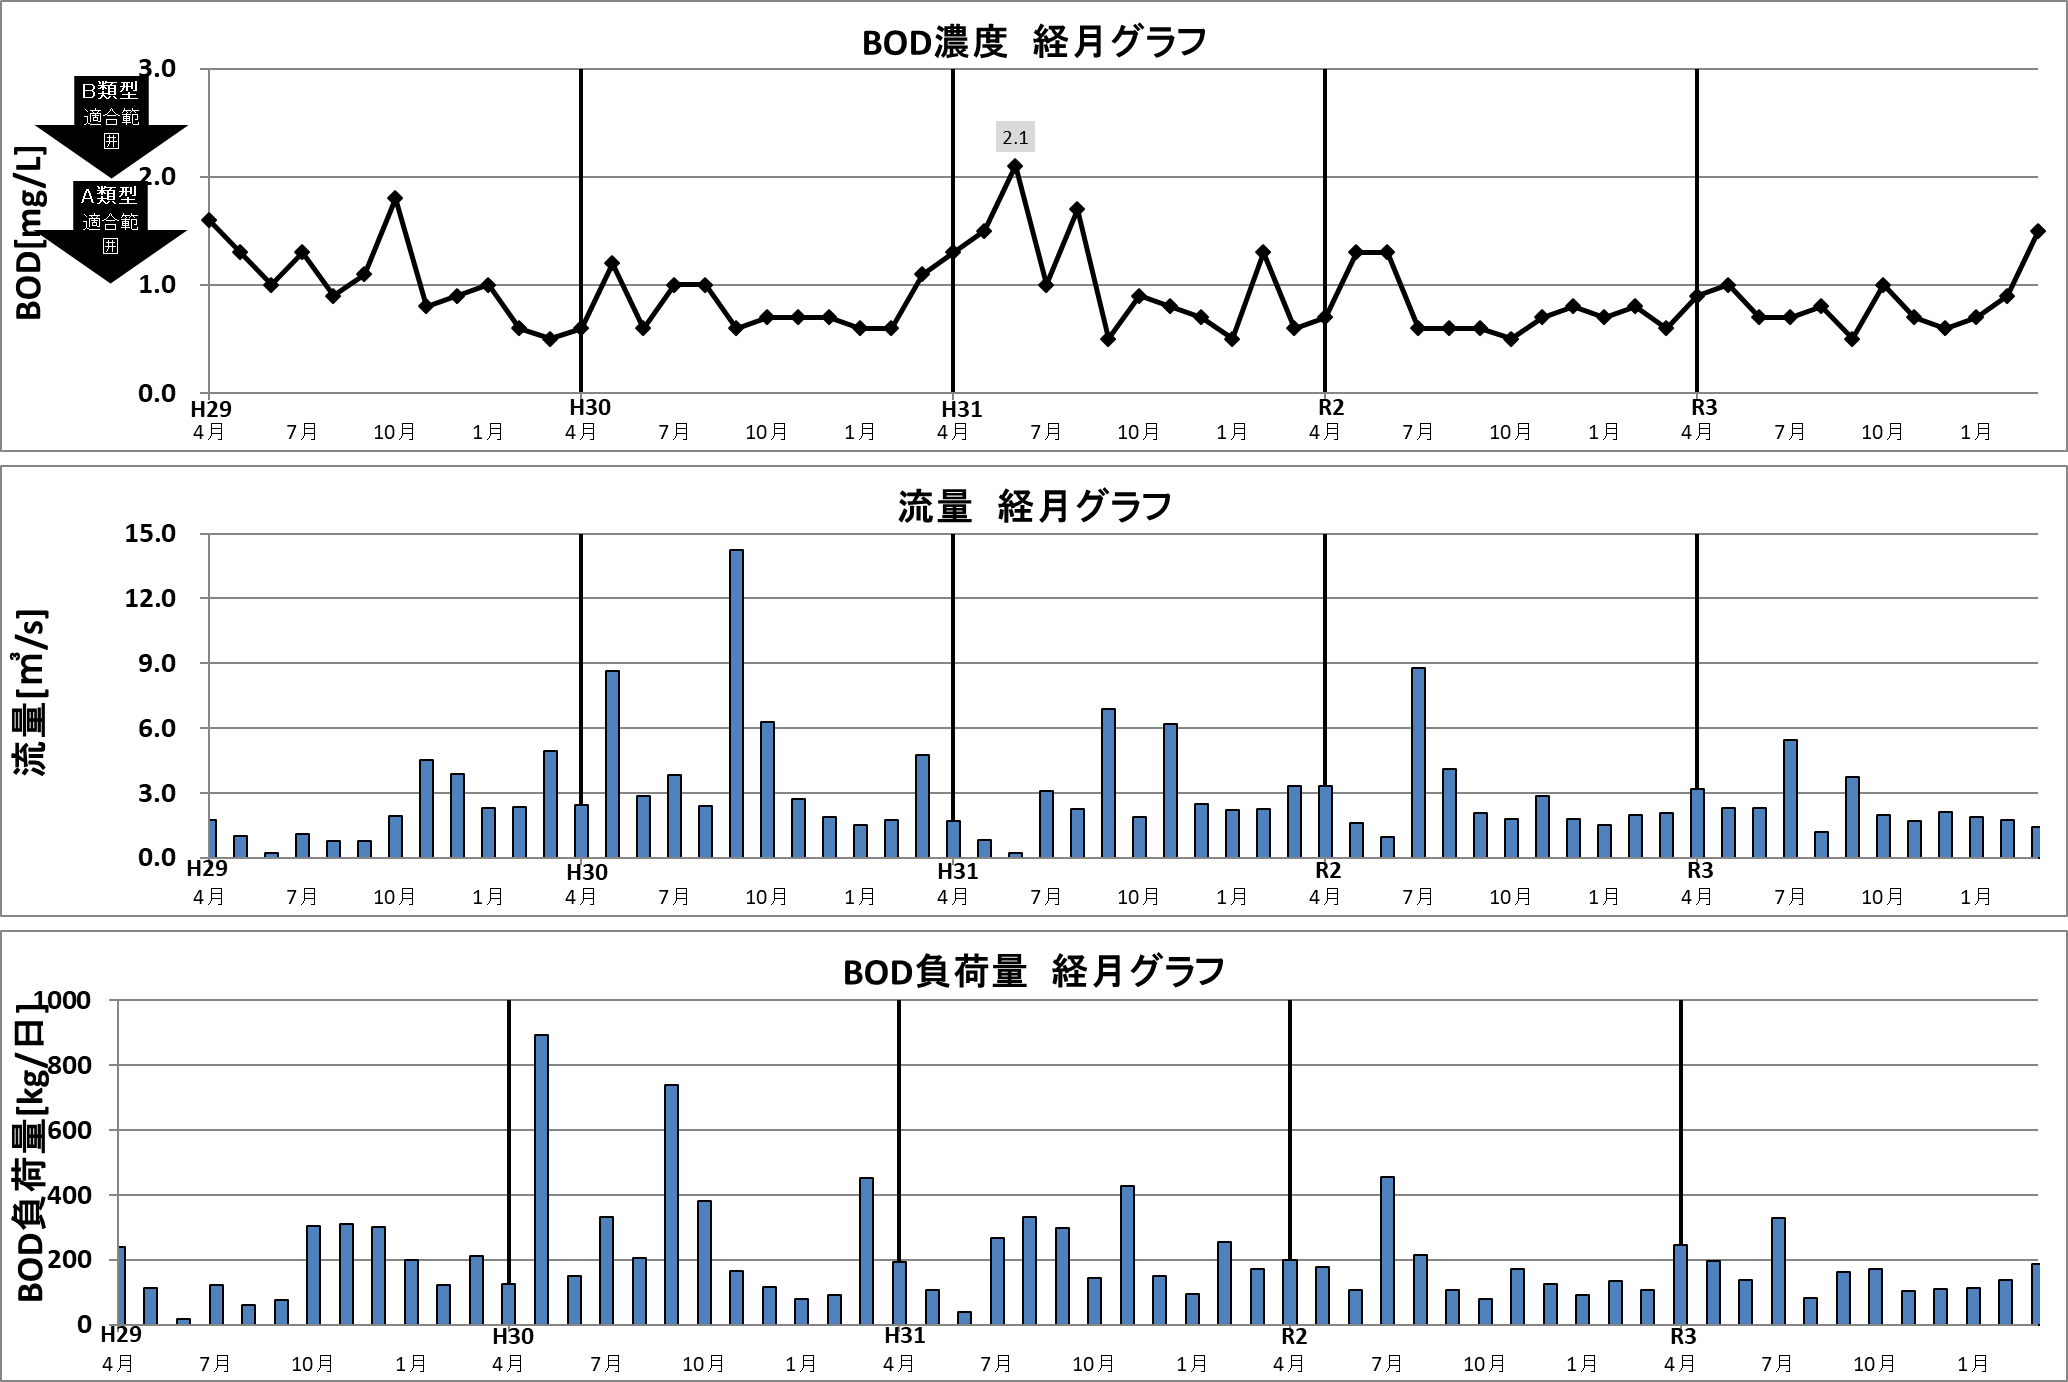 BOD濃度　経月グラフ
BOD[mg/L]
3.0
2.0
1.0
0.0
B類型
適合範
囲
A類型
適合範
囲
2.1
H29 H30 H31 R2 R3
4月 7月 10月 1月 4月 7月 10月 1月 4月 7月 10月 1月 4月 7月 10月 1月 4月 7月 10月 1月
流量　経月グラフ
流量[㎥/s]
15.0
12.0
9.0
6.0
3.0
0.0
H29 H30 H31 R2 R3
4月 7月 10月 1月 4月 7月 10月 1月 4月 7月 10月 1月 4月 7月 10月 1月 4月 7月 10月 1月
BOD負荷量　経月グラフ
BOD負荷量[kg/日]
1000
800
600
400
200
0
H29 H30 H31 R2 R3
4月 7月 10月 1月 4月 7月 10月 1月 4月 7月 10月 1月 4月 7月 10月 1月 4月 7月 10月 1月